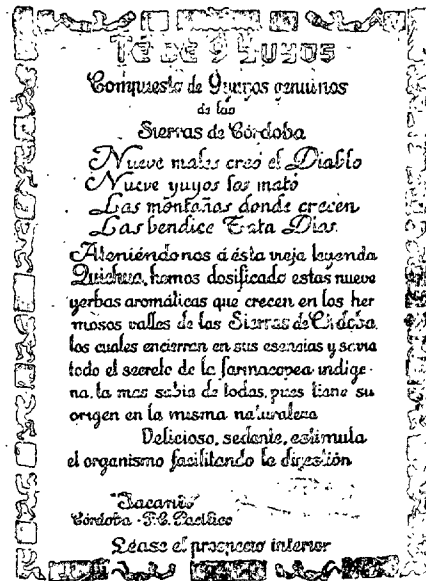 TÉ DE 9 YUYOS
Compuesto de 9 yuyos genuinos
de las
Sierras de Córdoba
Nueve males creó el Diablo
Nueve yuyos los mató
Las montañas donde crecen
Las bendice Tata Dios.
Ateniéndonos á ésta vieja leyenda
Quichua, hemos dosificado estas nueve
yerbas aromáticas que crecen en los her
mosos valles de las Sierras de Córdoba,
los cuales encierran en sus esencias y savia
todo el secreto de la farmacopea indíge-
na, la mas sabia de todas, pues tiene su
origen en la misma naturaleza
Delicioso, sedante, estimula
el organismo facilitando la digestión
Córdoba - F.C. Pacífico
Léase el prospecto interior